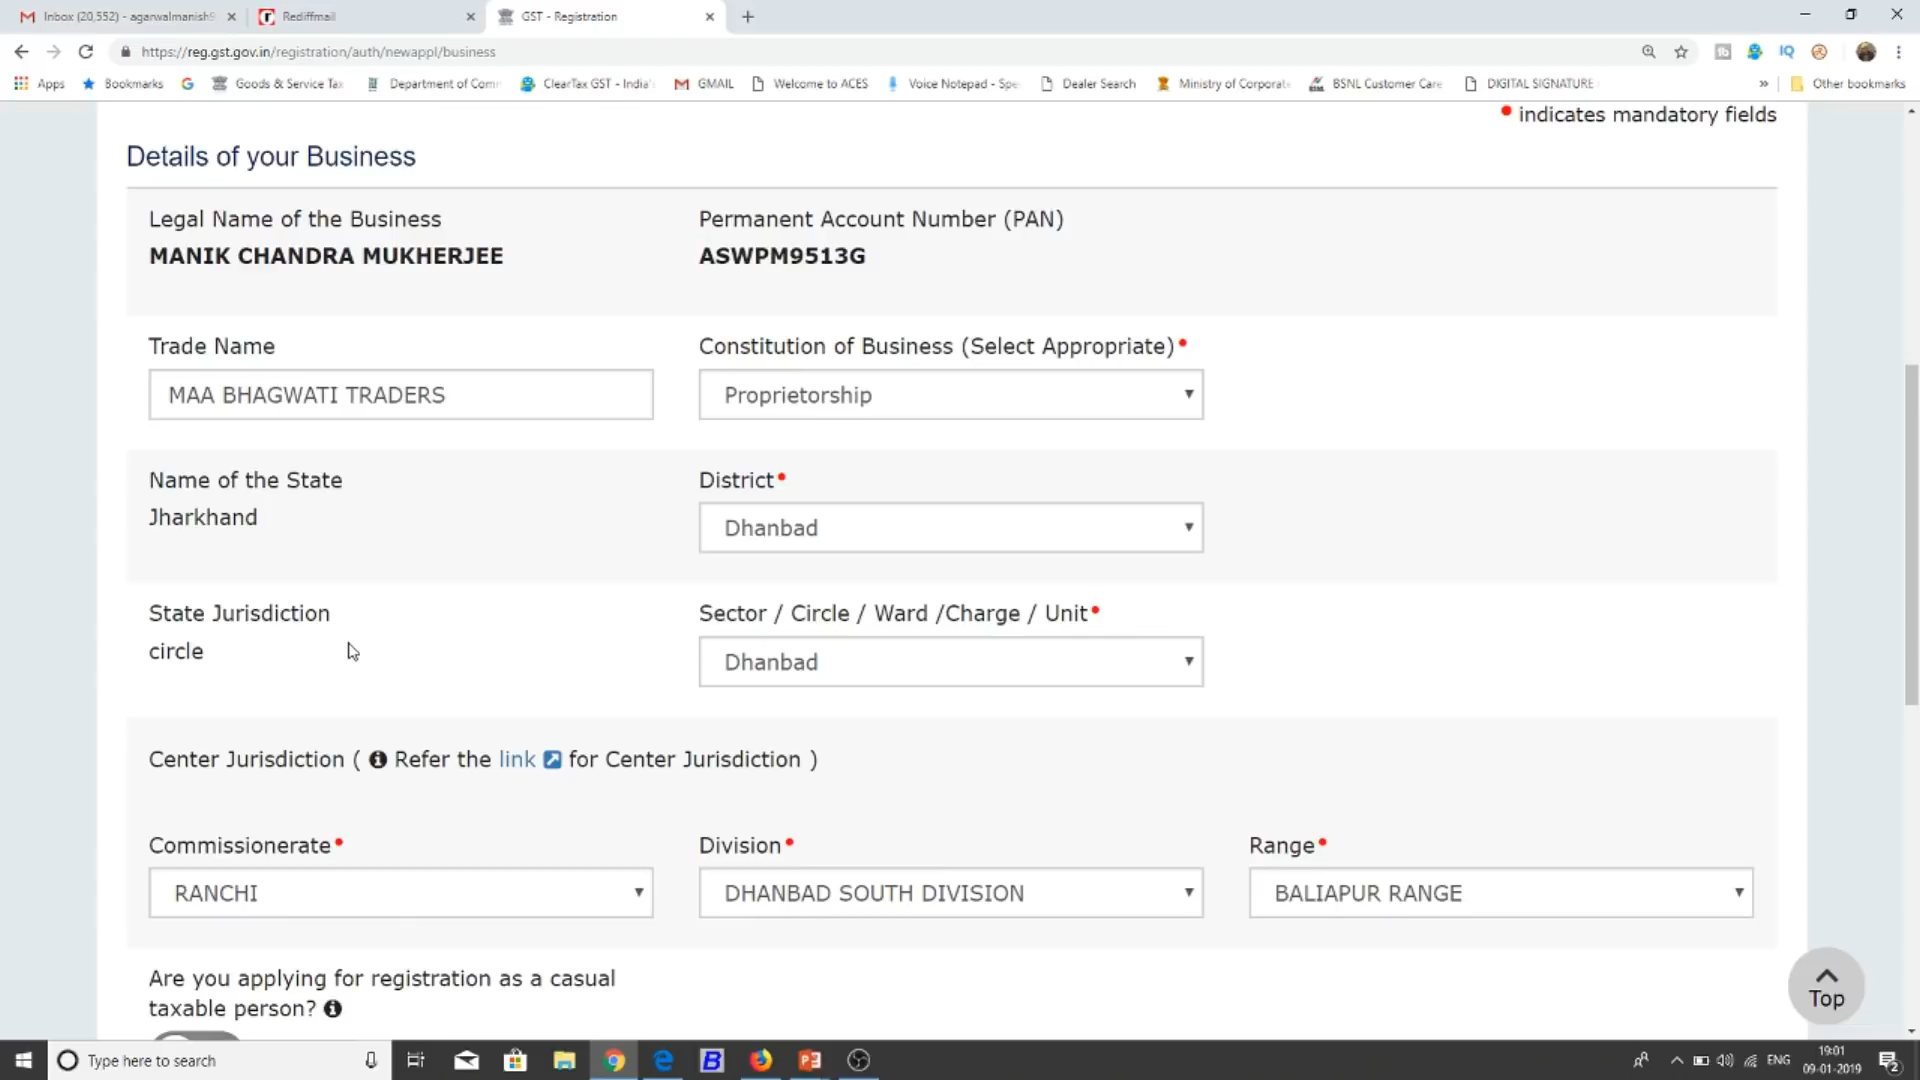 Inbox (20,552) - agarwalmanish9
Rediffmail
GST - Registration
https://reg.gst.gov.in/registration/auth/newappl/business
Apps
Bookmarks
Goods & Service Tax
Department of Comm
ClearTax GST - India'
GMAIL
Welcome to ACES
Voice Notepad - Spe
Dealer Search
Ministry of Corporat
BSNL Customer Care
DIGITAL SIGNATURE
»
Other bookmarks
indicates mandatory fields
Details of your Business
Legal Name of the Business
Permanent Account Number (PAN)
MANIK CHANDRA MUKHERJEE
ASWPM9513G
Trade Name
Constitution of Business (Select Appropriate)
MAA BHAGWATI TRADERS
Proprietorship
Name of the State
District
Jharkhand
Dhanbad
State Jurisdiction
Sector / Circle / Ward /Charge / Unit
circle
Dhanbad
Center Jurisdiction ( Refer the link for Center Jurisdiction )
Commissionerate
Division
Range
RANCHI
DHANBAD SOUTH DIVISION
BALIAPUR RANGE
Are you applying for registration as a casual
taxable person?
Top
Type here to search
ENG
19:01
09-01-2019
2